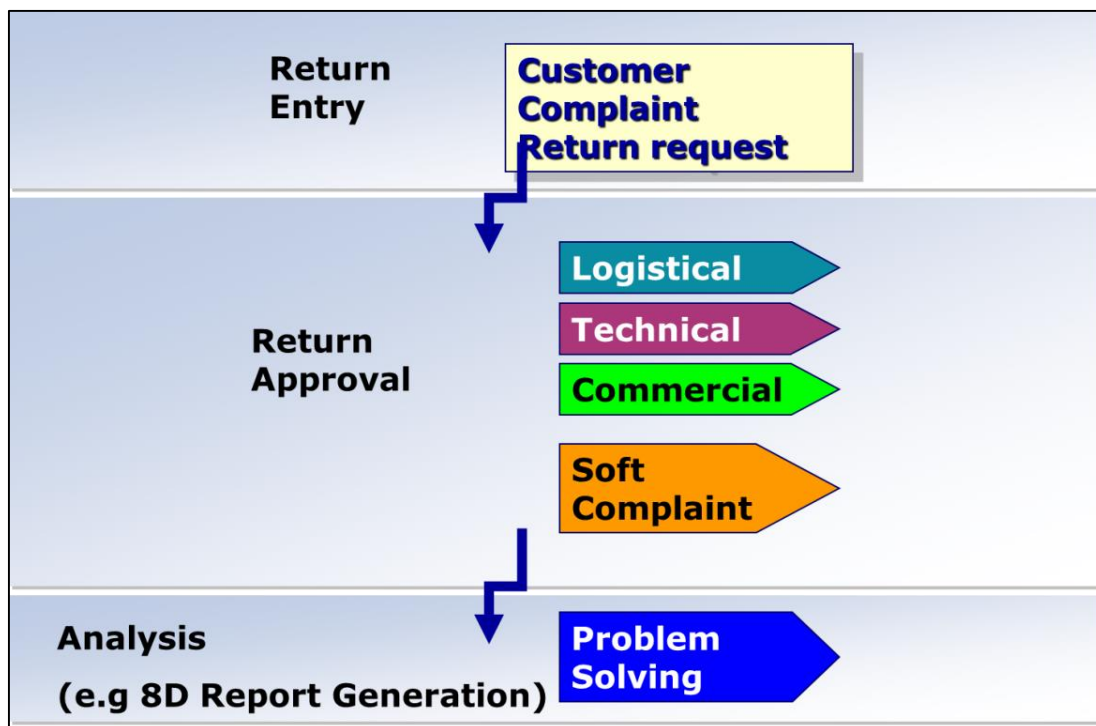 Return
Entry
Customer
Complaint
Return request
Return
Approval
Logistical
Technical
Commercial
Soft
Complaint
Analysis
(e.g 8D Report Generation)
Problem
Solving